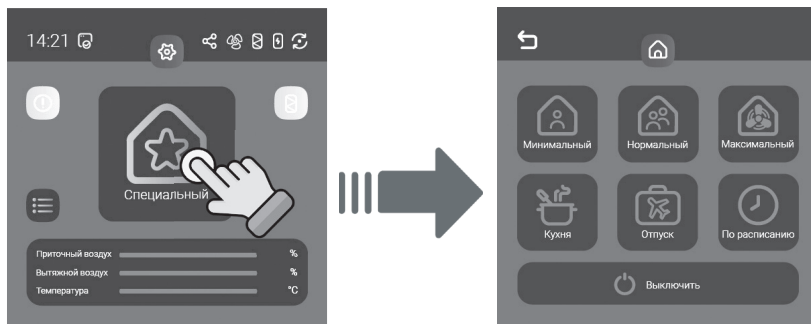 14:21
Специальный
Приточный воздух %
Вытяжной воздух %
Температура °C
Минимальный
Нормальный
Максимальный
Кухня
Отпуск
По расписанию
Выключить